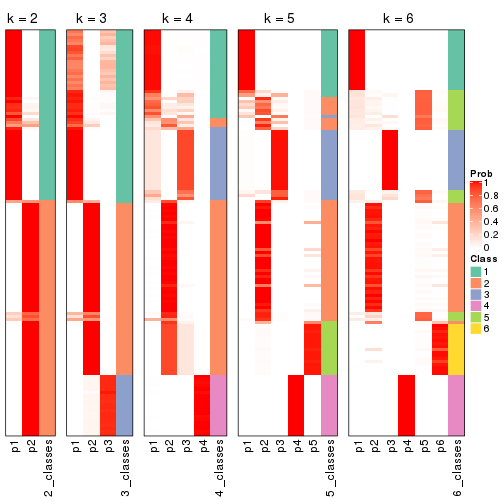 k = 2
k = 3
k = 4
k = 5
k = 6
p1
p2
2_classes
p1
p2
p3
3_classes
p1
p2
p3
p4
4_classes
p1
p2
p3
p4
p5
5_classes
p1
p2
p3
p4
p5
p6
6_classes
Prob
1
0.8
0.6
0.4
0.2
0
Class
1
2
3
4
5
6